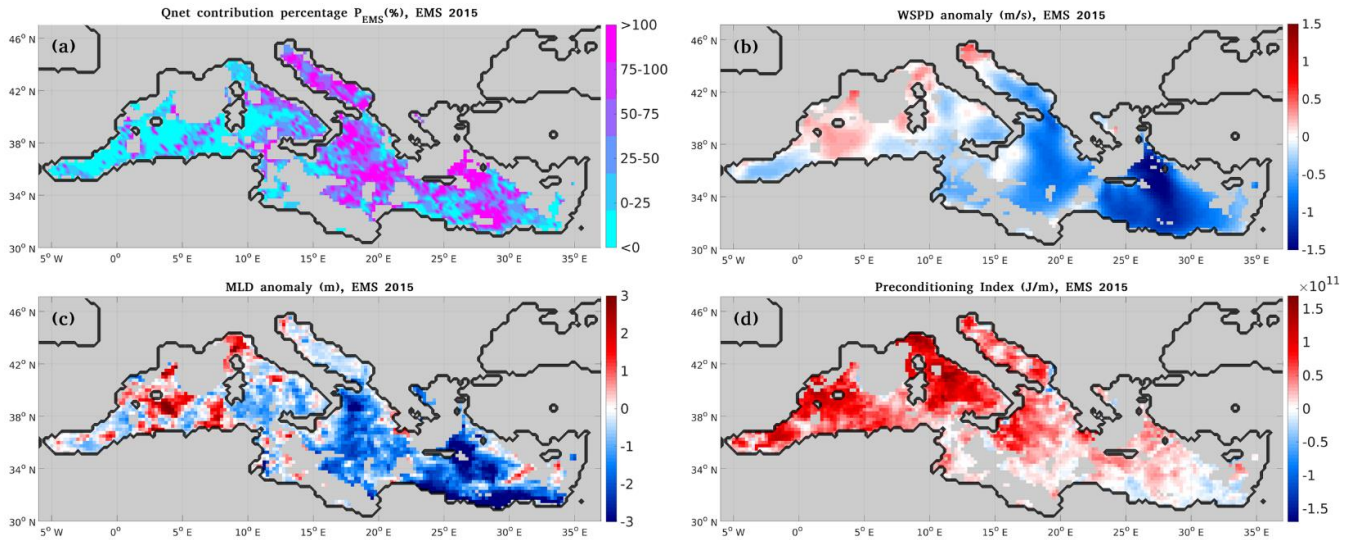 Qnet contribution percentage P_EMS(%), EMS 2015
(a)
46° N
42° N
38° N
34° N
30° N
5° W 0° 5° E 10° E 15° E 20° E 25° E 30° E 35° E
>100
75-100
50-75
25-50
0-25
<0
WSPD anomaly (m/s), EMS 2015
(b)
46° N
42° N
38° N
34° N
30° N
5° W 0° 5° E 10° E 15° E 20° E 25° E 30° E 35° E
1.5
1
0.5
0
-0.5
-1
-1.5
MLD anomaly (m), EMS 2015
(c)
46° N
42° N
38° N
34° N
30° N
5° W 0° 5° E 10° E 15° E 20° E 25° E 30° E 35° E
3
2
1
0
-1
-2
-3
Preconditioning Index (J/m), EMS 2015
(d)
46° N
42° N
38° N
34° N
30° N
5° W 0° 5° E 10° E 15° E 20° E 25° E 30° E 35° E
×10¹¹
1.5
1
0.5
0
-0.5
-1
-1.5